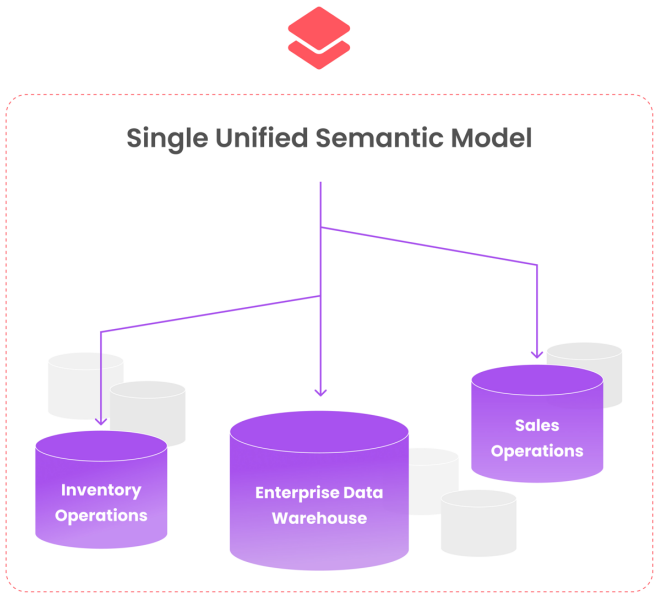 Single Unified Semantic Model
Sales
Operations
Inventory
Operations
Enterprise Data
Warehouse